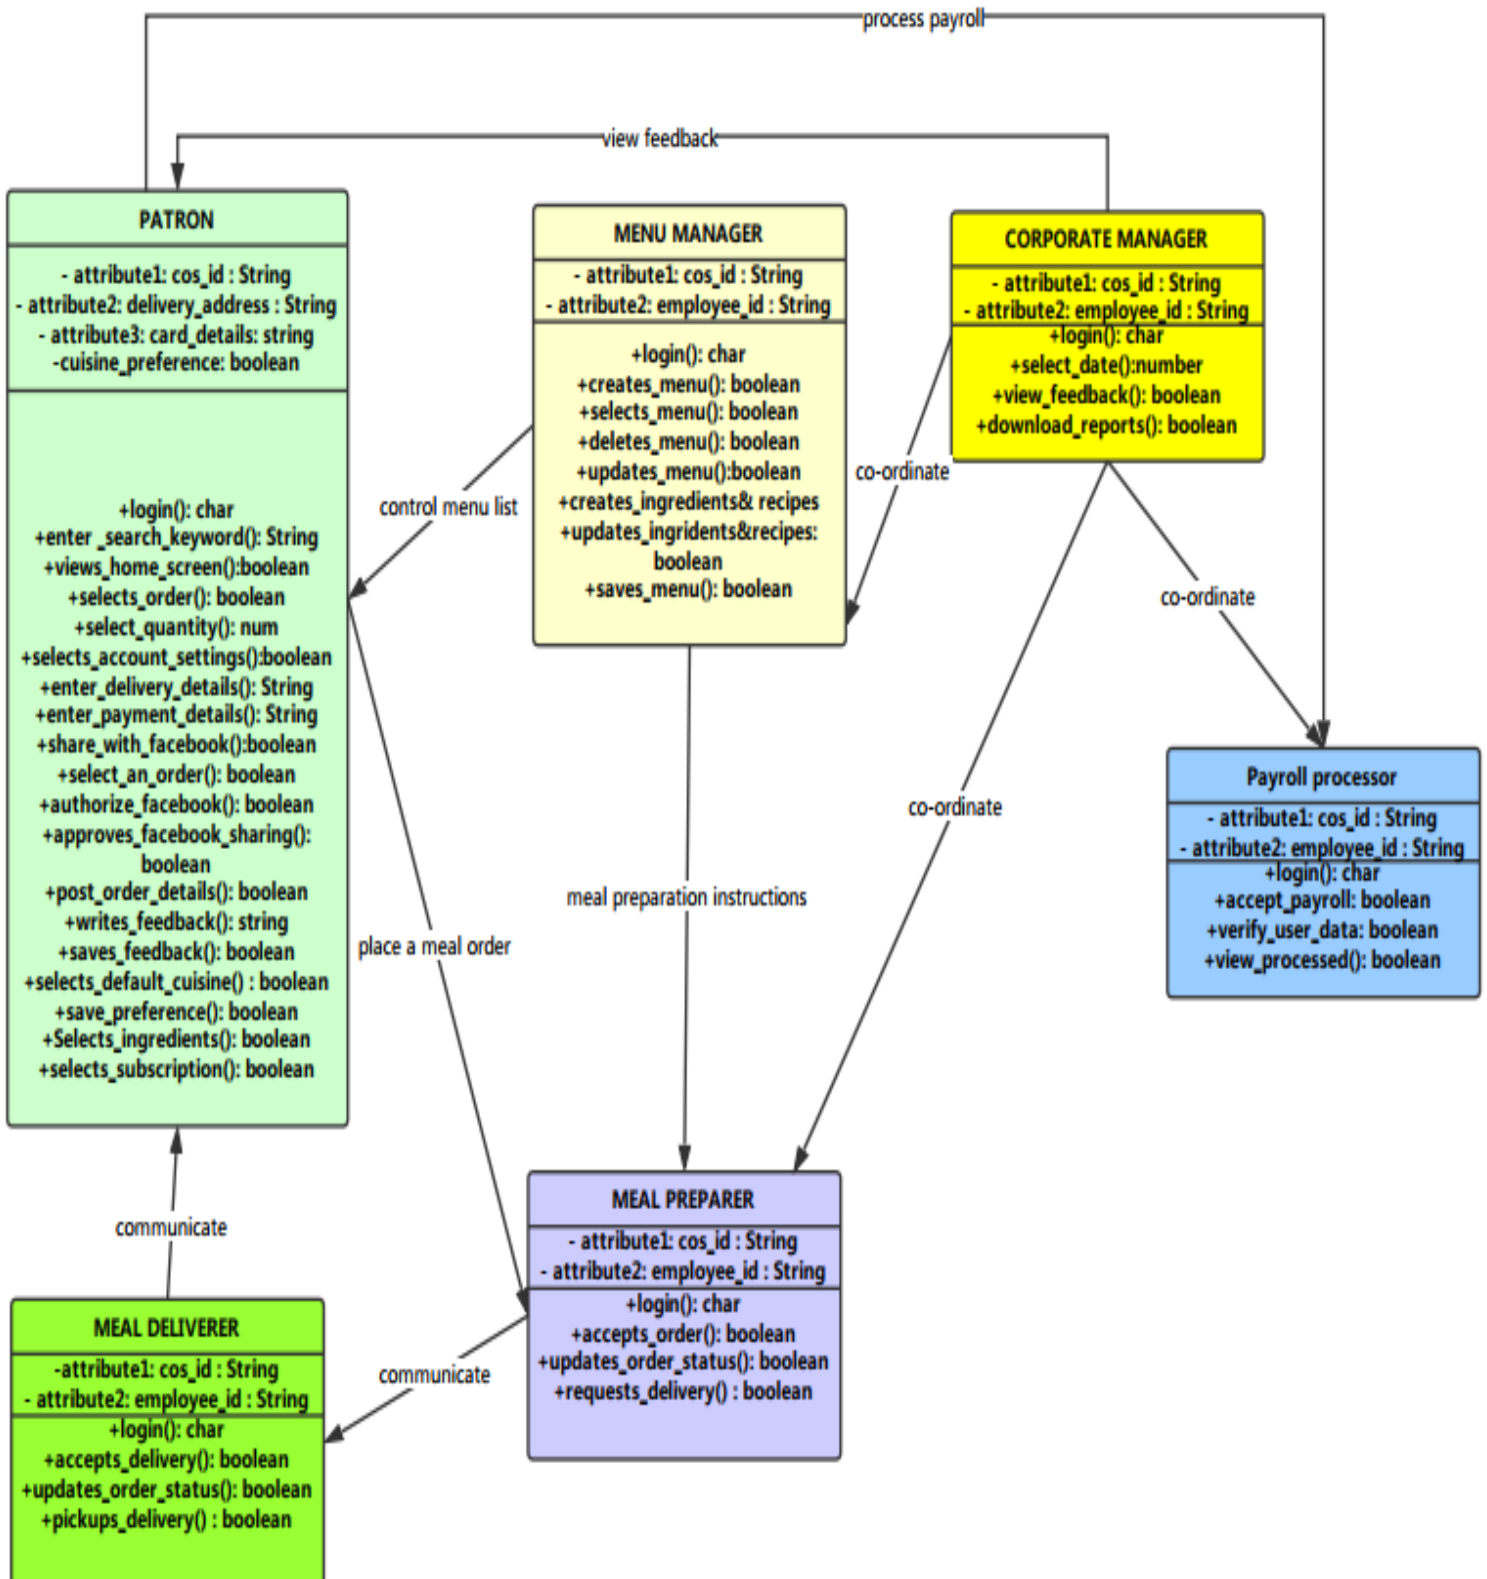 process payroll
view feedback
PATRON
- attribute1: cos_id : String
- attribute2: delivery_address : String
- attribute3: card_details: string
-cuisine_preference: boolean
+login(): char
+enter _search_keyword(): String
+views_home_screen():boolean
+selects_order(): boolean
+select_quantity(): num
+selects_account_settings():boolean
+enter_delivery_details(): String
+enter_payment_details(): String
+share_with_facebook():boolean
+select_an_order(): boolean
+authorize_facebook(): boolean
+approves_facebook_sharing():
boolean
+post_order_details(): boolean
+writes_feedback(): string
+saves_feedback(): boolean
+selects_default_cuisine() : boolean
+save_preference(): boolean
+Selects_ingredients(): boolean
+selects_subscription(): boolean
MENU MANAGER
- attribute1: cos_id : String
- attribute2: employee_id : String
+login(): char
+creates_menu(): boolean
+selects_menu(): boolean
+deletes_menu(): boolean
+updates_menu():boolean
+creates_ingredients& recipes
+updates_ingridents&recipes:
boolean
+saves_menu(): boolean
CORPORATE MANAGER
- attribute1: cos_id : String
- attribute2: employee_id : String
+login(): char
+select_date():number
+view_feedback(): boolean
+download_reports(): boolean
control menu list
co-ordinate
co-ordinate
co-ordinate
Payroll processor
- attribute1: cos_id : String
- attribute2: employee_id : String
+login(): char
+accept_payroll: boolean
+verify_user_data: boolean
+view_processed(): boolean
meal preparation instructions
place a meal order
MEAL PREPARER
- attribute1: cos_id : String
- attribute2: employee_id : String
+login(): char
+accepts_order(): boolean
+updates_order_status(): boolean
+requests_delivery() : boolean
communicate
communicate
MEAL DELIVERER
-attribute1: cos_id : String
- attribute2: employee_id : String
+login(): char
+accepts_delivery(): boolean
+updates_order_status(): boolean
+pickups_delivery() : boolean